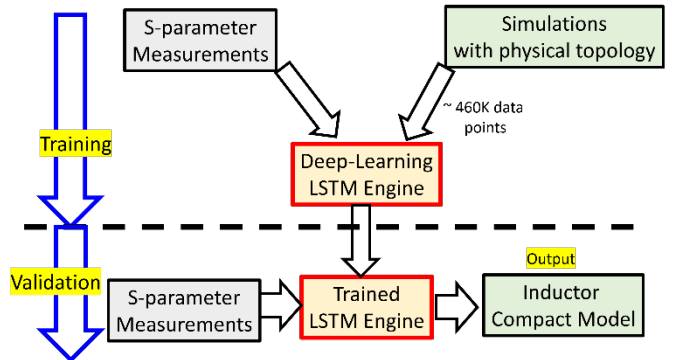 S-parameter
Measurements
Simulations
with physical topology
~ 460K data
points
Training
Deep-Learning
LSTM Engine
Validation
S-parameter
Measurements
Trained
LSTM Engine
Output
Inductor
Compact Model